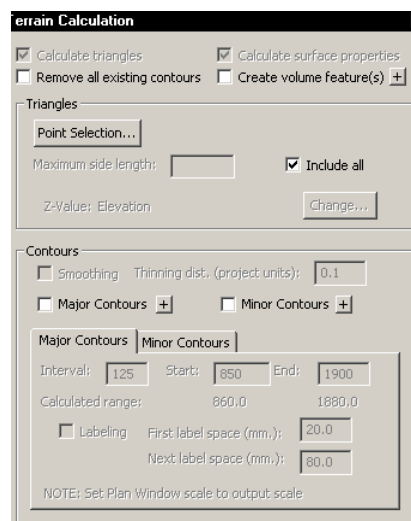 errain Calculation
Calculate triangles Calculate surface properties
Remove all existing contours Create volume feature(s) +
Triangles
Point Selection...
Maximum side length: Include all
Z-Value: Elevation Change...
Contours
Smoothing Thinning dist. (project units): 0.1
Major Contours + Minor Contours +
Major Contours Minor Contours
Interval: 125 Start: 850 End: 1900
Calculated range: 860.0 1880.0
Labeling First label space (mm.): 20.0
Next label space (mm.): 80.0
NOTE: Set Plan Window scale to output scale